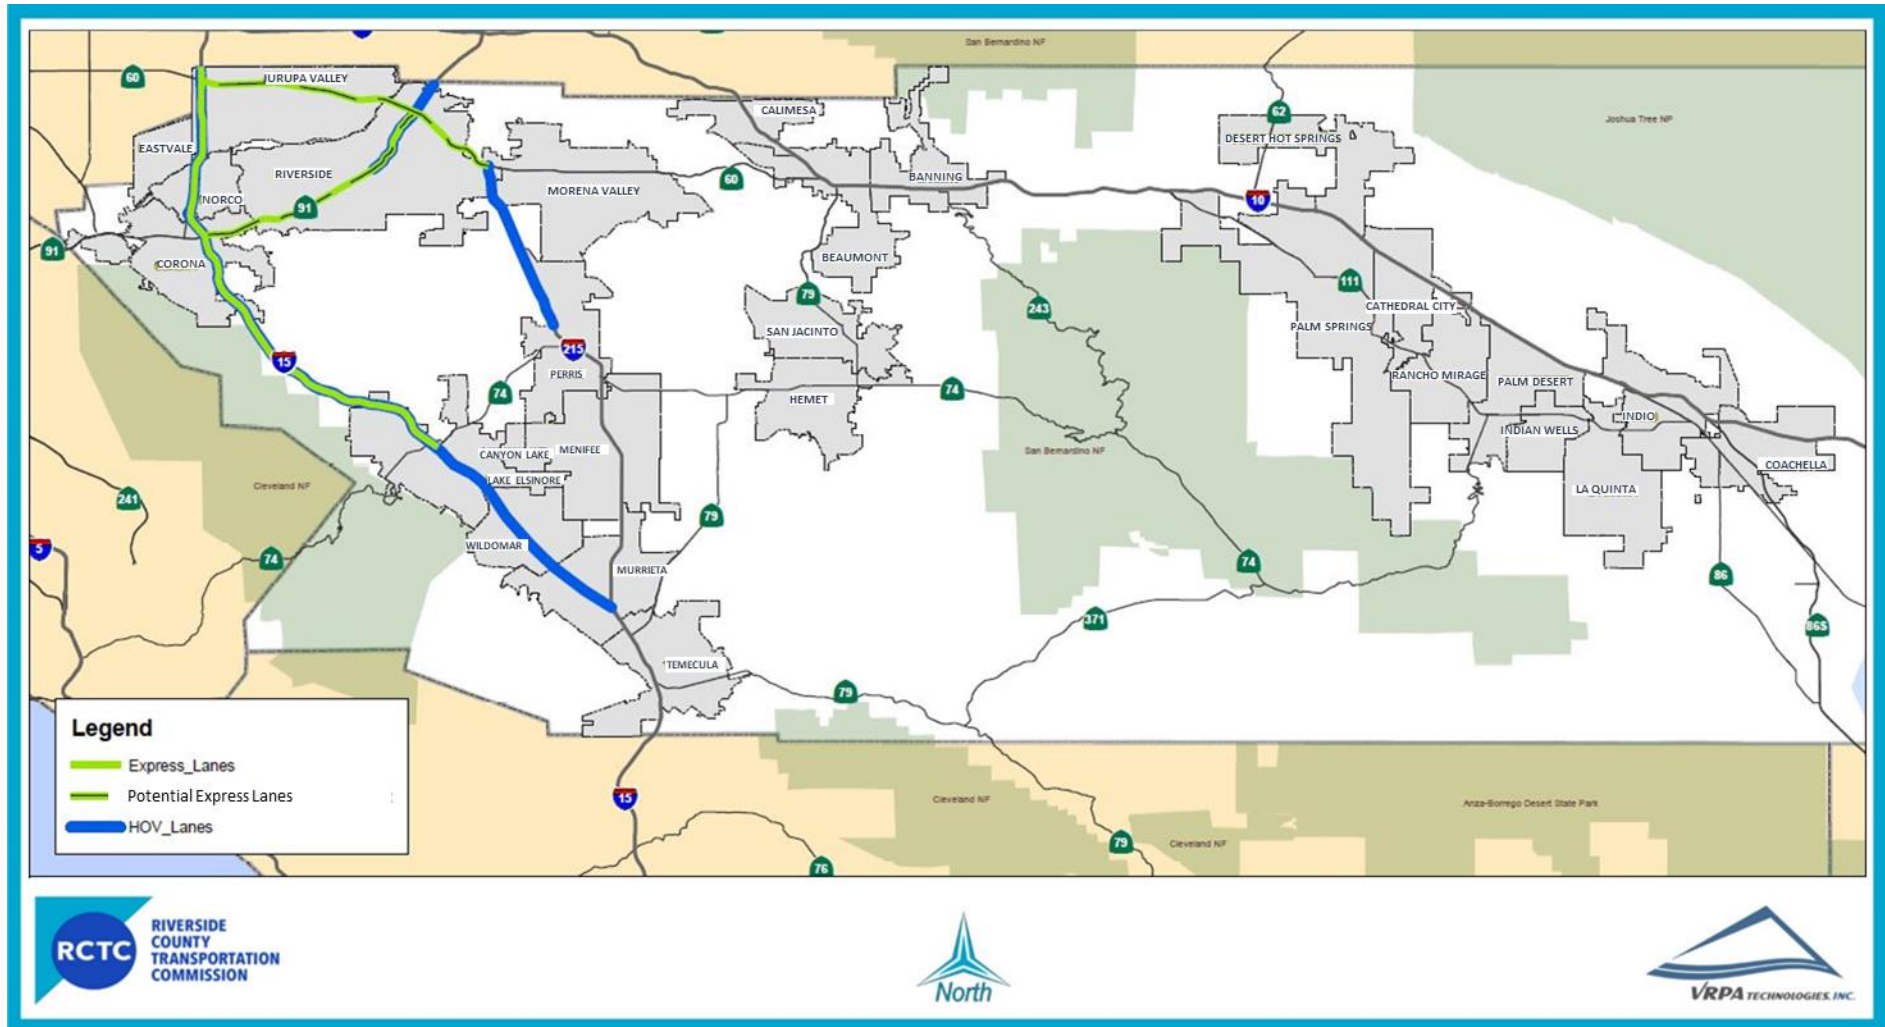 San Bernardino NF
60
JURUPA VALLEY
CALIMESA
62
Joshua Tree NP
EASTVALE
DESERT HOT SPRINGS
RIVERSIDE
60
BANNING
MORENA VALLEY
NORCO
91
10
91
CORONA
BEAUMONT
111
79
243
CATHEDRAL CITY
SAN JACINTO
PALM SPRINGS
15
215
PERRIS
RANCHO MIRAGE
PALM DESERT
74
74
HEMET
INDIO
INDIAN WELLS
CANYON LAKE
MENIFEE
San Bernardino NF
COACHELLA
LAKE ELSINORE
Cleveland NF
LA QUINTA
241
79
5
WILDOMAR
74
74
MURRIETA
86
371
86S
TEMECULA
79
Legend
Express_Lanes
Potential Express Lanes
HOV_Lanes
15
Cleveland NF
Anza-Borrego Desert State Park
79
Cleveland NF
76
RCTC
RIVERSIDE
COUNTY
TRANSPORTATION
COMMISSION
North
VRPA TECHNOLOGIES, INC.